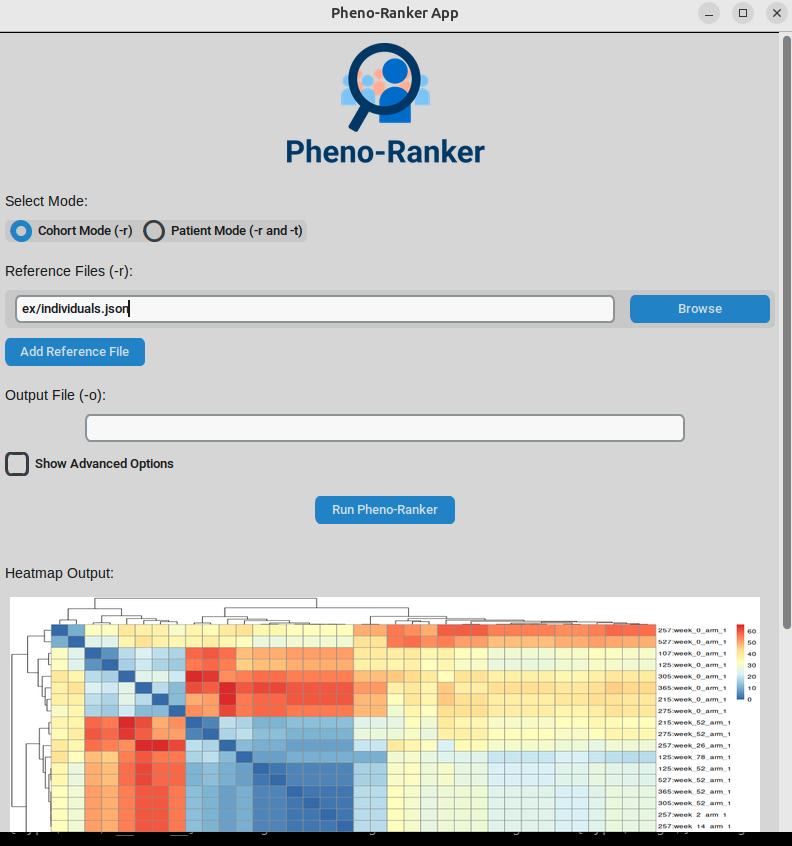 Pheno-Ranker App
Pheno-Ranker
Select Mode:
Cohort Mode (-r) Patient Mode (-r and -t)
Reference Files (-r):
ex/individuals.json Browse
Add Reference File
Output File (-o):
Show Advanced Options
Run Pheno-Ranker
Heatmap Output:
257:week_0_arm_1 60
527:week_0_arm_1 50
107:week_0_arm_1 40
125:week_0_arm_1 30
305:week_0_arm_1 20
365:week_0_arm_1 10
215:week_0_arm_1 0
275:week_0_arm_1
215:week_52_arm_1
275:week_52_arm_1
257:week_26_arm_1
125:week_78_arm_1
125:week_52_arm_1
527:week_52_arm_1
365:week_52_arm_1
305:week_52_arm_1
257:week_2_arm_1
257:week_14_arm_1